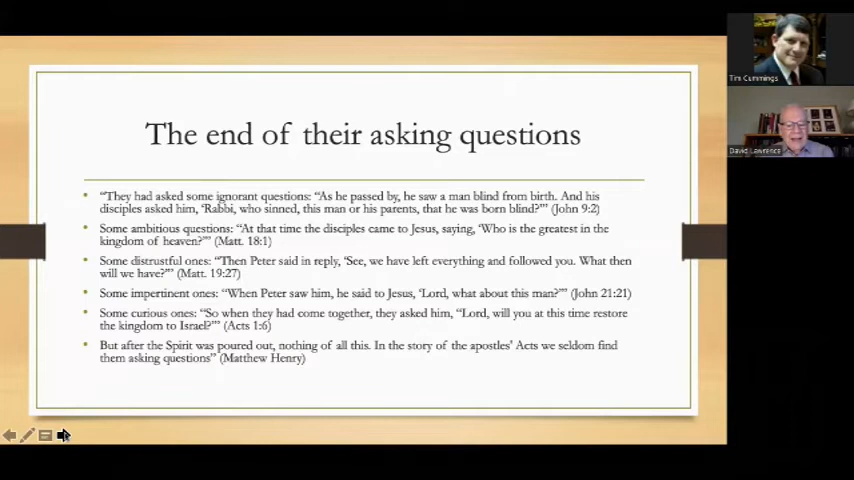 Tim Cummings
David Lawrence
The end of their asking questions
• “They had asked some ignorant questions: “As he passed by, he saw a man blind from birth. And his
disciples asked him, ‘Rabbi, who sinned, this man or his parents, that he was born blind?’” (John 9:2)
• Some ambitious questions: “At that time the disciples came to Jesus, saying, ‘Who is the greatest in the
kingdom of heaven?’” (Matt. 18:1)
• Some distrustful ones: “Then Peter said in reply, ‘See, we have left everything and followed you. What then
will we have?’” (Matt. 19:27)
• Some impertinent ones: “When Peter saw him, he said to Jesus, ‘Lord, what about this man?’” (John 21:21)
• Some curious ones: “So when they had come together, they asked him, “Lord, will you at this time restore
the kingdom to Israel?’” (Acts 1:6)
• But after the Spirit was poured out, nothing of all this. In the story of the apostles’ Acts we seldom find
them asking questions” (Matthew Henry)